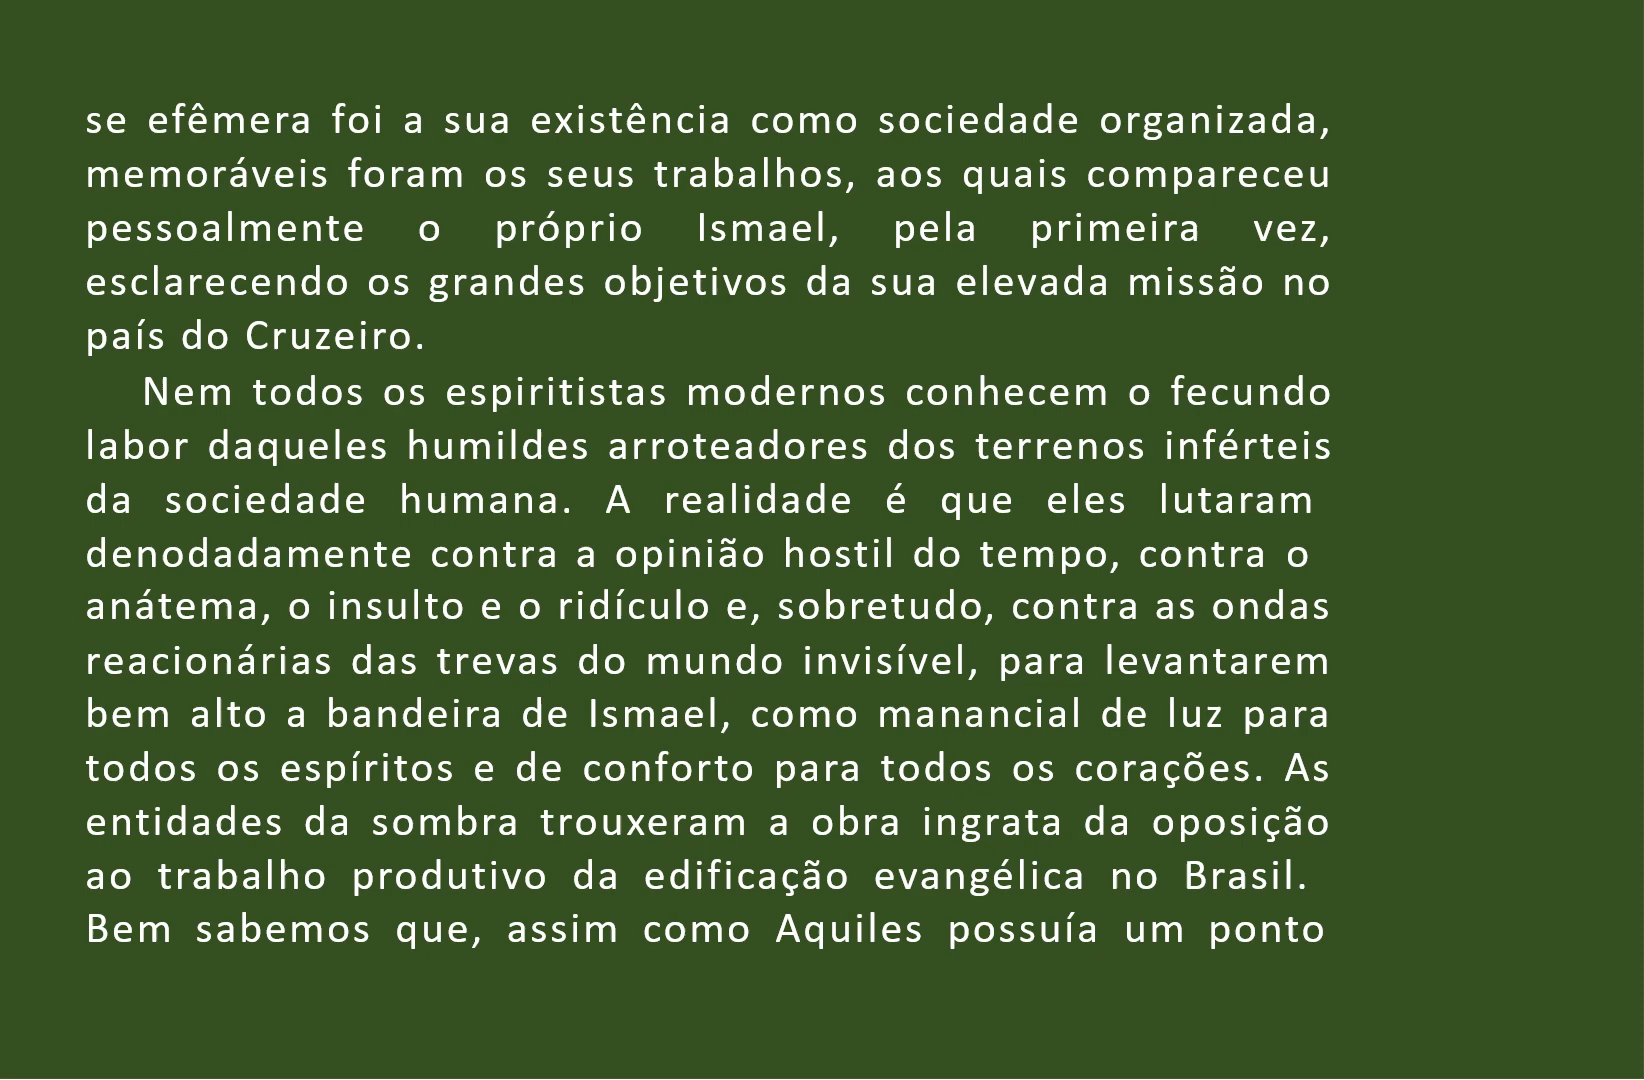 se efêmera foi a sua existência como sociedade organizada,
memoráveis foram os seus trabalhos, aos quais compareceu
pessoalmente o próprio Ismael, pela primeira vez,
esclarecendo os grandes objetivos da sua elevada missão no
país do Cruzeiro.
Nem todos os espiritistas modernos conhecem o fecundo
labor daqueles humildes arroteadores dos terrenos inférteis
da sociedade humana. A realidade é que eles lutaram
denodadamente contra a opinião hostil do tempo, contra o
anátema, o insulto e o ridículo e, sobretudo, contra as ondas
reacionárias das trevas do mundo invisível, para levantarem
bem alto a bandeira de Ismael, como manancial de luz para
todos os espíritos e de conforto para todos os corações. As
entidades da sombra trouxeram a obra ingrata da oposição
ao trabalho produtivo da edificação evangélica no Brasil.
Bem sabemos que, assim como Aquiles possuía um ponto